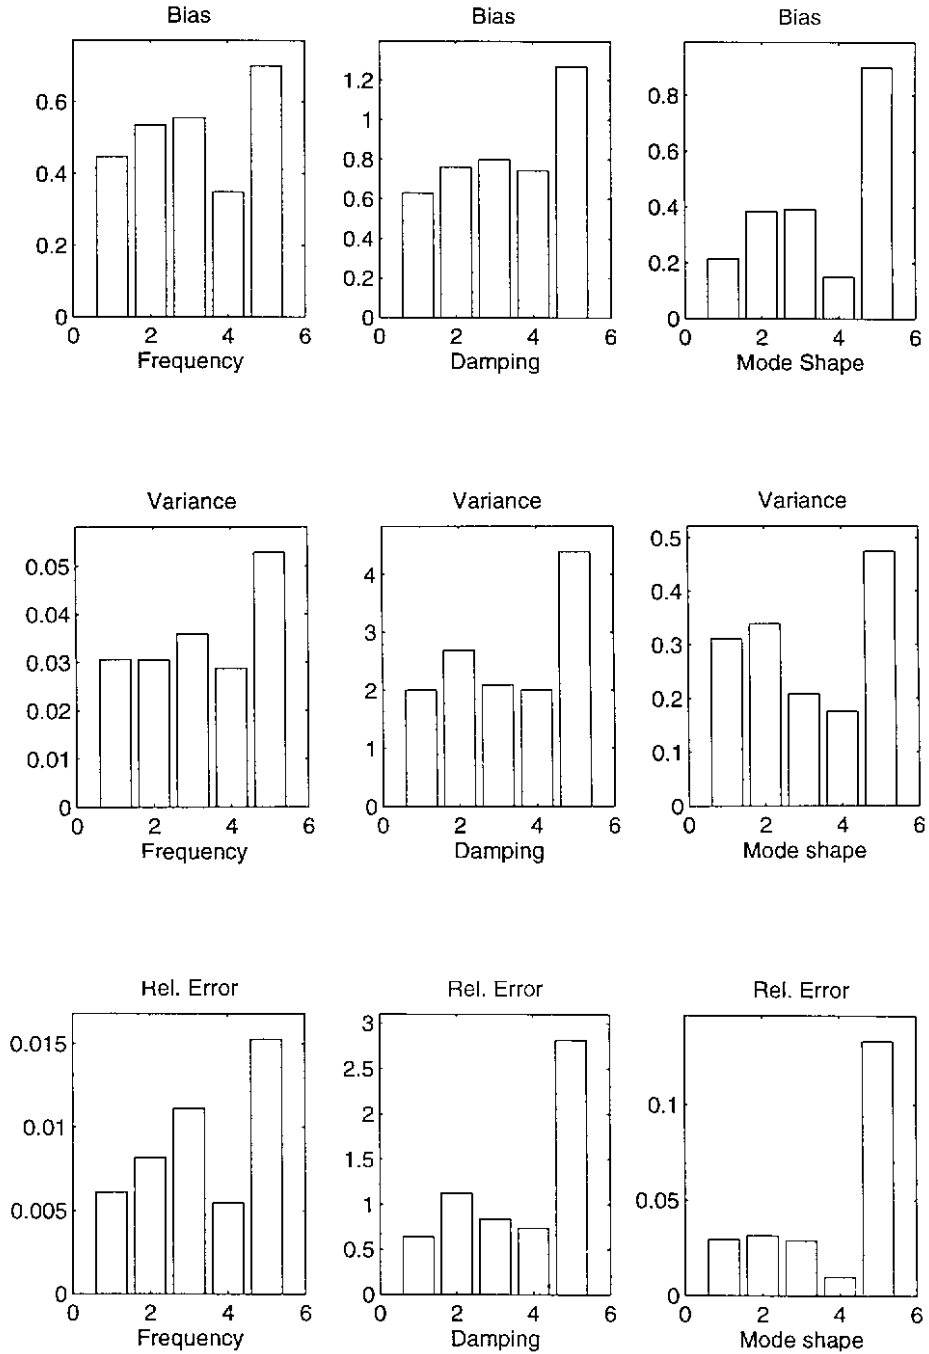 Bias
0.6
0.4
0.2
0
0 2 4 6
Frequency
Bias
1.2
1
0.8
0.6
0.4
0.2
0
0 2 4 6
Damping
Bias
0.8
0.6
0.4
0.2
0
0 2 4 6
Mode Shape
Variance
0.05
0.04
0.03
0.02
0.01
0
0 2 4 6
Frequency
Variance
4
3
2
1
0
0 2 4 6
Damping
Variance
0.5
0.4
0.3
0.2
0.1
0
0 2 4 6
Mode shape
Rel. Error
0.015
0.01
0.005
0
0 2 4 6
Frequency
Rel. Error
3
2.5
2
1.5
1
0.5
0
0 2 4 6
Damping
Rel. Error
0.1
0.05
0
0 2 4 6
Mode shape